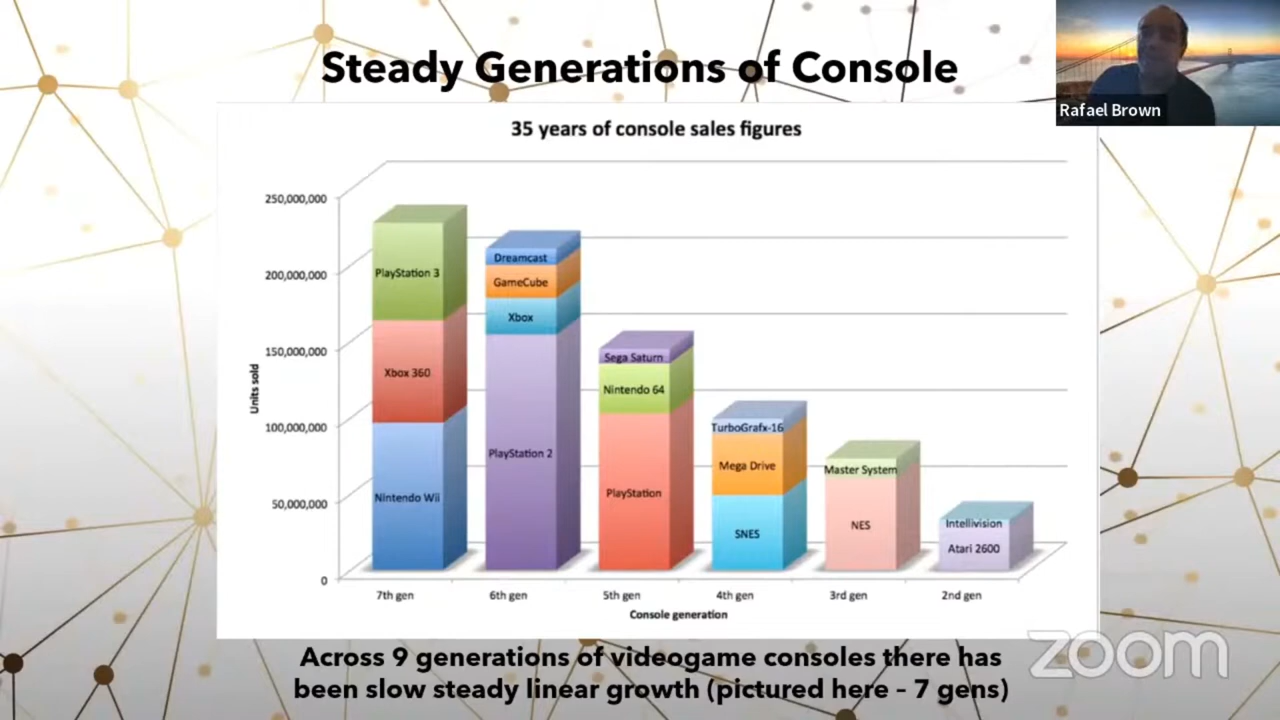 Steady Generations of Console
Rafael Brown
35 years of console sales figures
250,000,000
200,000,000
150,000,000
100,000,000
50,000,000
0
Units sold
PlayStation 3
Xbox 360
Nintendo Wii
Dreamcast
GameCube
Xbox
PlayStation 2
Sega Saturn
Nintendo 64
PlayStation
TurboGrafx-16
Mega Drive
SNES
Master System
NES
Intellivision
Atari 2600
7th gen
6th gen
5th gen
4th gen
3rd gen
2nd gen
Console generation
Across 9 generations of videogame consoles there has
been slow steady linear growth (pictured here – 7 gens)
zoom